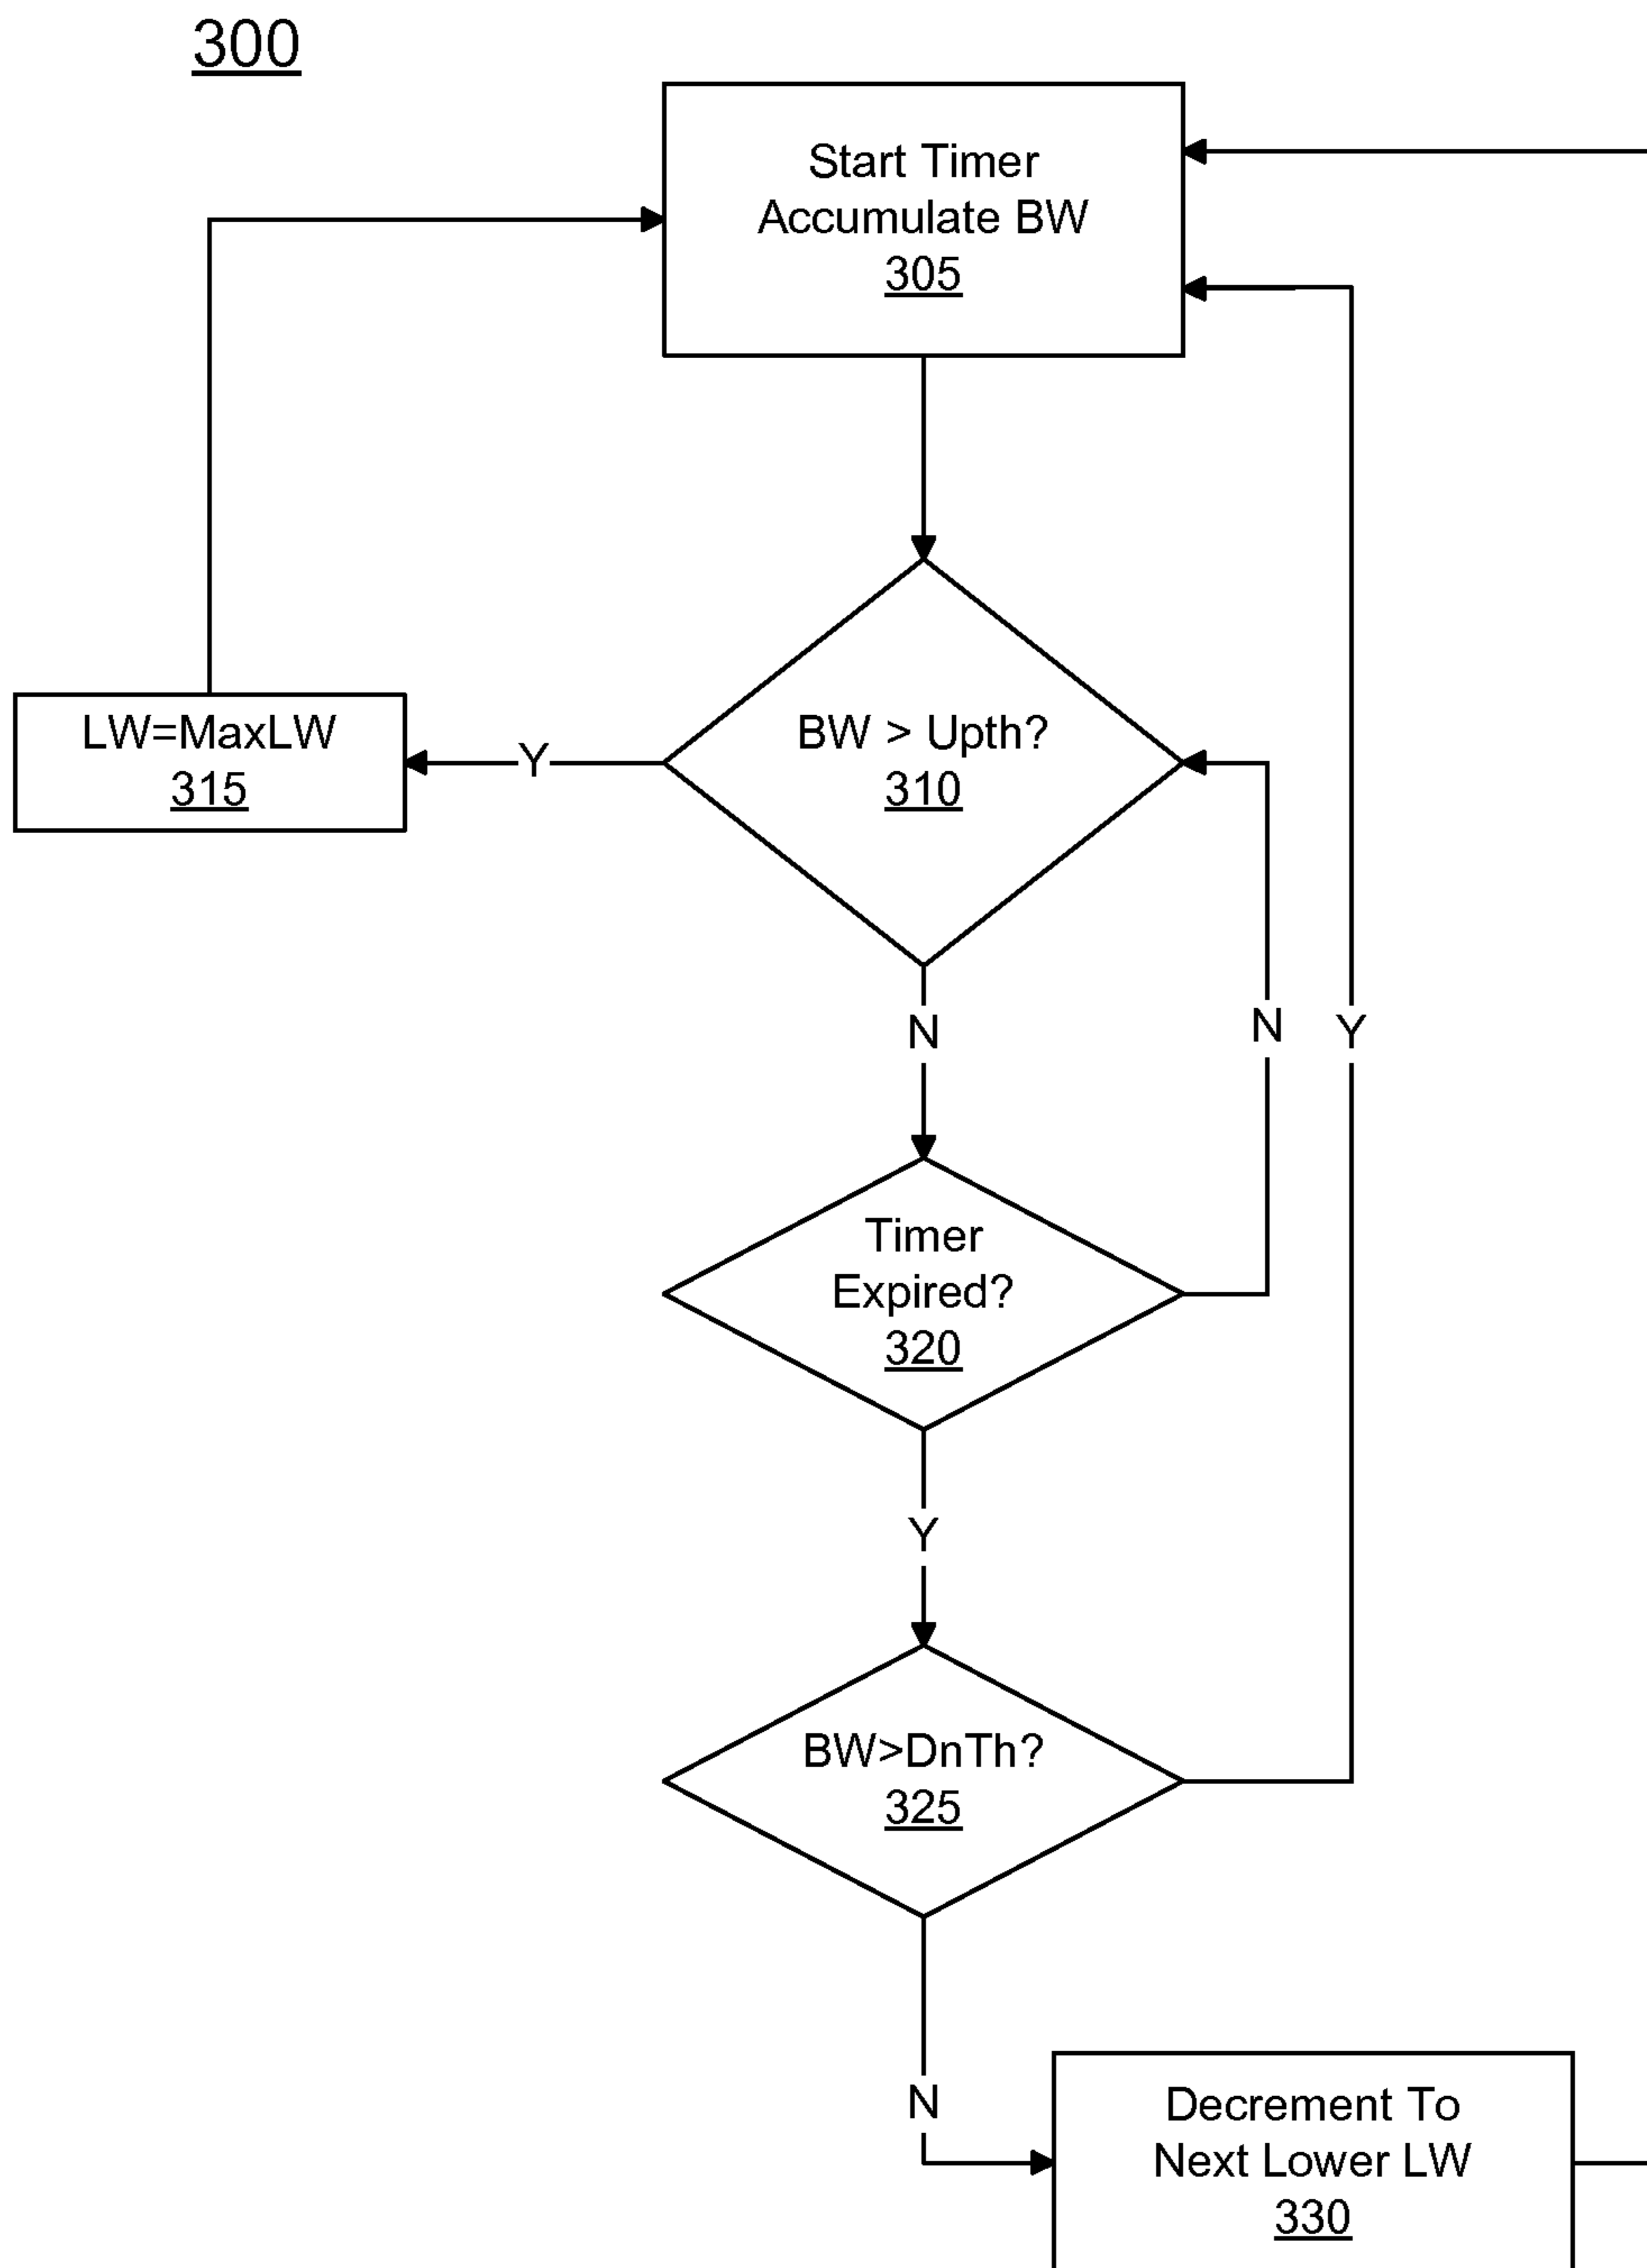 300
Start Timer
Accumulate BW
305
BW > Upth?
310
LW=MaxLW
315
Y
N
N
Y
Timer
Expired?
320
Y
BW>DnTh?
325
N
Decrement To
Next Lower LW
330